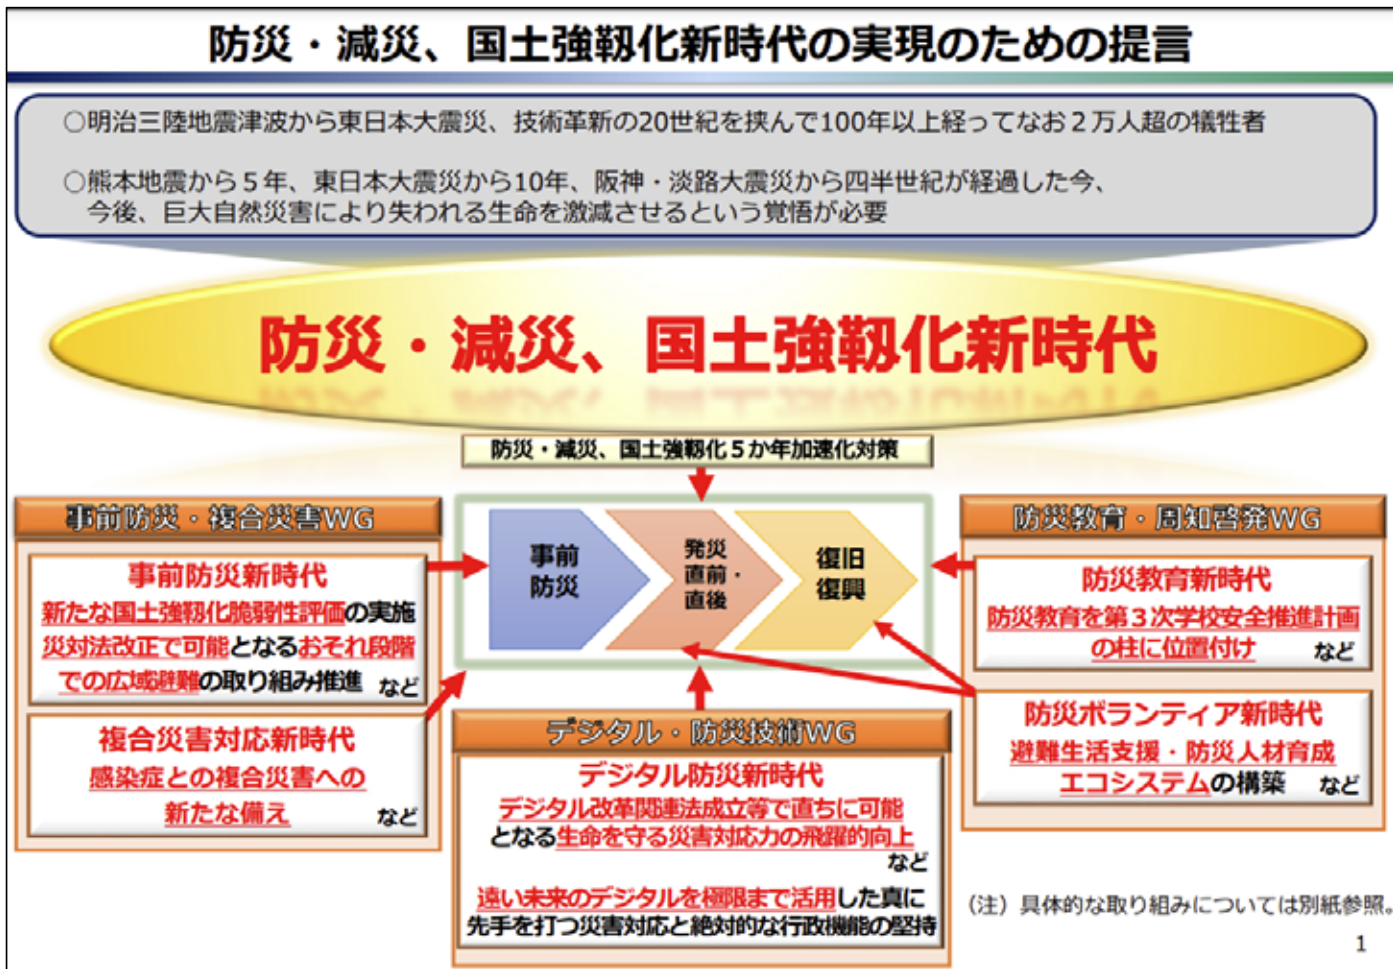 防災・減災、国土強靱化新時代の実現のための提言
○明治三陸地震津波から東日本大震災、技術革新の20世紀を挟んで100年以上経ってなお２万人超の犠牲者
○熊本地震から５年、東日本大震災から10年、阪神・淡路大震災から四半世紀が経過した今、
今後、巨大自然災害により失われる生命を激減させるという覚悟が必要
防災・減災、国土強靱化新時代
防災・減災、国土強靱化５か年加速化対策
事前防災・複合災害WG
事前防災新時代
新たな国土強靱化脆弱性評価の実施
災対法改正で可能となるおそれ段階
での広域避難の取り組み推進 など
複合災害対応新時代
感染症との複合災害への
新たな備え など
事前
防災
発災
直前・
直後
復旧
復興
デジタル・防災技術WG
デジタル防災新時代
デジタル改革関連法成立等で直ちに可能
となる生命を守る災害対応力の飛躍的向上
など
遠い未来のデジタルを極限まで活用した真に
先手を打つ災害対応と絶対的な行政機能の堅持
防災教育・周知啓発WG
防災教育新時代
防災教育を第３次学校安全推進計画
の柱に位置付け など
防災ボランティア新時代
避難生活支援・防災人材育成
エコシステムの構築 など
（注）具体的な取り組みについては別紙参照。
1